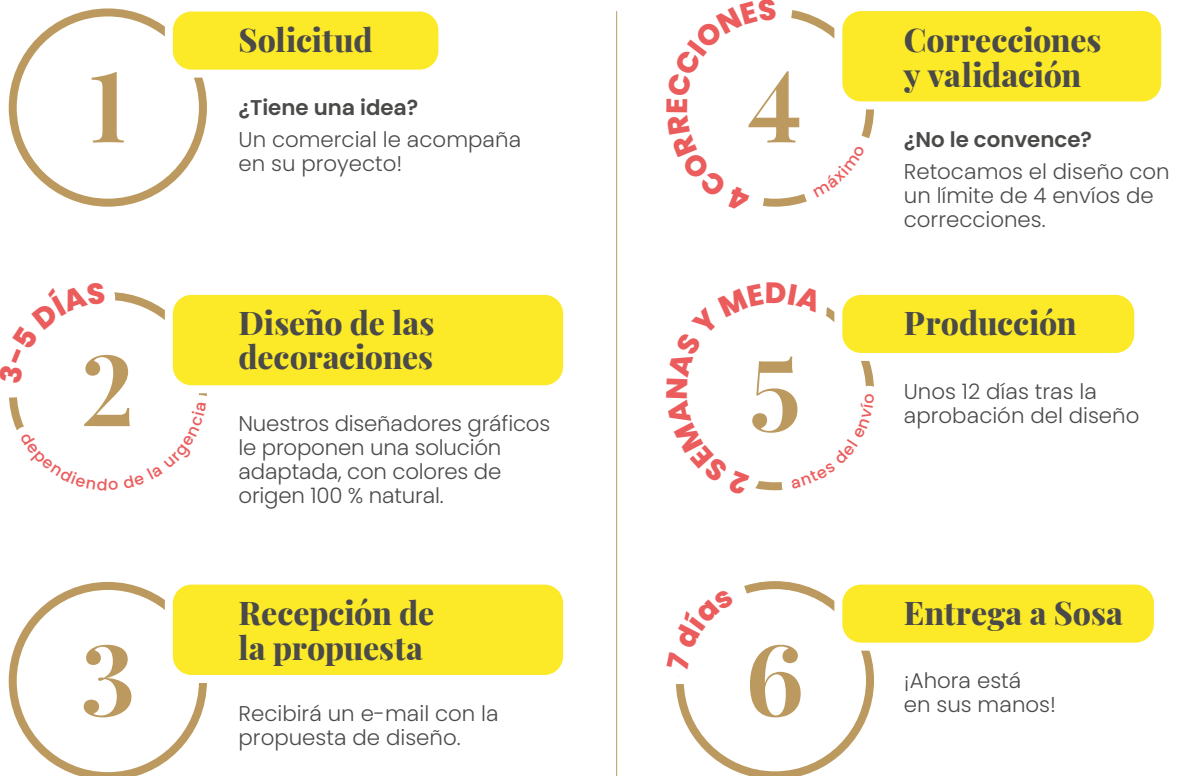 1
Solicitud
¿Tiene una idea?
Un comercial le acompaña
en su proyecto!
3-5 DÍAS
2
dependiendo de la urgencia
Diseño de las
decoraciones
Nuestros diseñadores gráficos
le proponen una solución
adaptada, con colores de
origen 100 % natural.
3
Recepción de
la propuesta
Recibirá un e-mail con la
propuesta de diseño.
4 CORRECCIONES
4
máximo
Correcciones
y validación
¿No le convence?
Retocamos el diseño con
un límite de 4 envíos de
correcciones.
2 SEMANAS Y MEDIA
5
antes del envío
Producción
Unos 12 días tras la
aprobación del diseño
7 días
6
Entrega a Sosa
¡Ahora está
en sus manos!